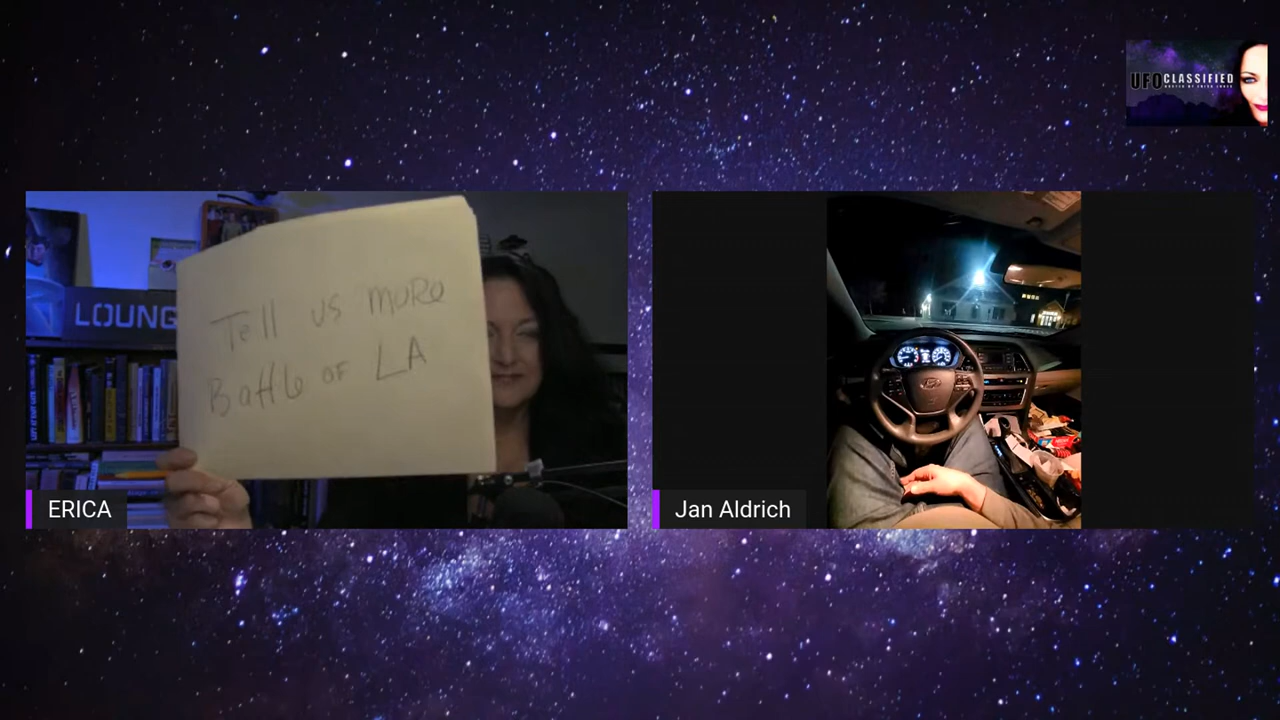 UFO CLASSIFIED
LOUNG
Tell us more
Battle of LA
ERICA
Jan Aldrich